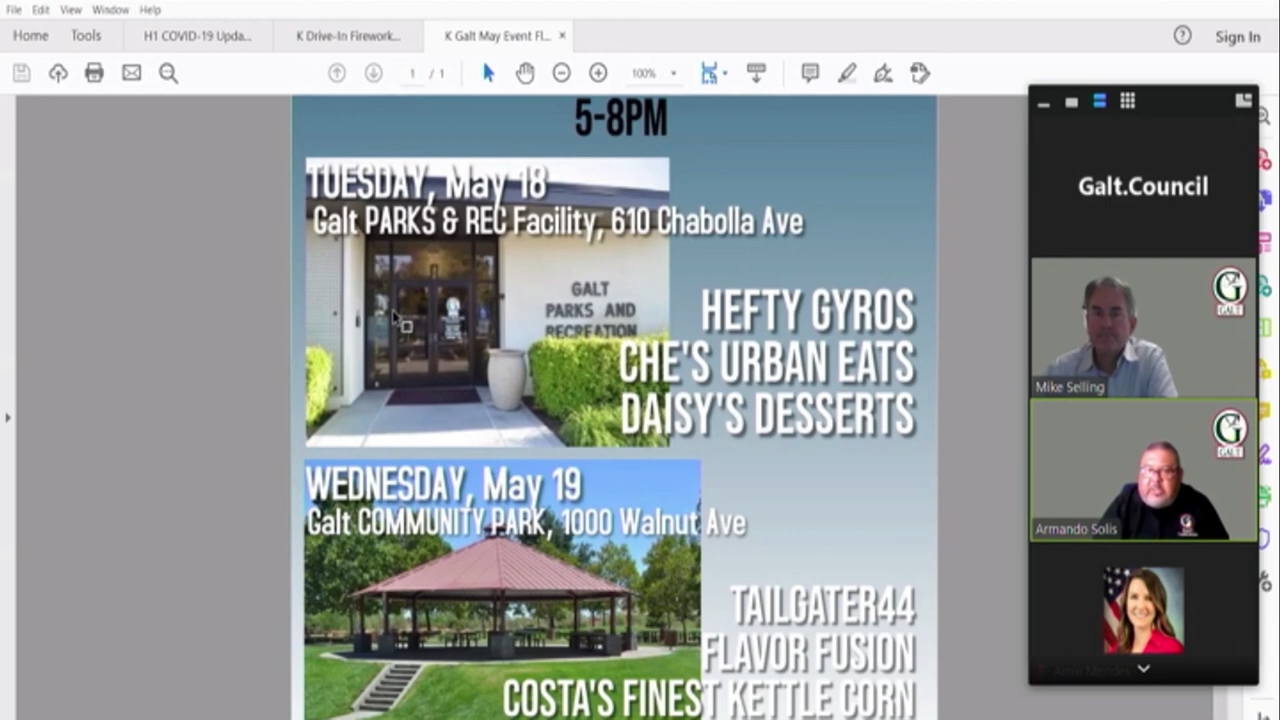 File Edit View Window Help
Home Tools H1 COVID-19 Upda... K Drive-In Firework... K Galt May Event Fl... ×
? Sign In
1 / 1 100%
5-8PM
TUESDAY, May 18
Galt PARKS & REC Facility, 610 Chabolla Ave
GALT
PARKS AND
RECREATION
HEFTY GYROS
CHE'S URBAN EATS
DAISY'S DESSERTS
WEDNESDAY, May 19
Galt COMMUNITY PARK, 1000 Walnut Ave
TAILGATER44
FLAVOR FUSION
COSTA'S FINEST KETTLE CORN
Galt.Council
G
GALT
Mike Selling
G
GALT
Armando Solis